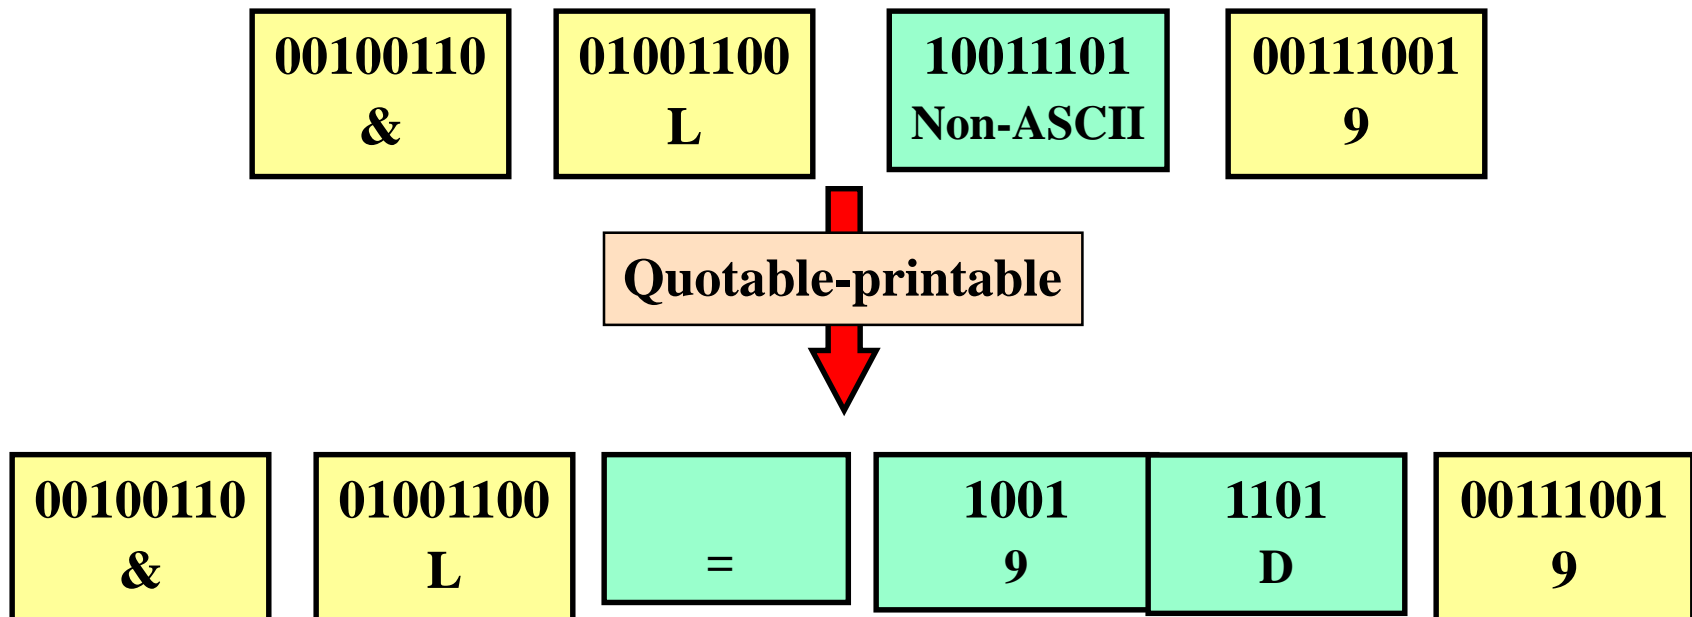 00100110 01001100 10011101 00111001
& L Non-ASCII 9
Quotable-printable
00100110 01001100 1001 1101 00111001
& L = 9 D 9